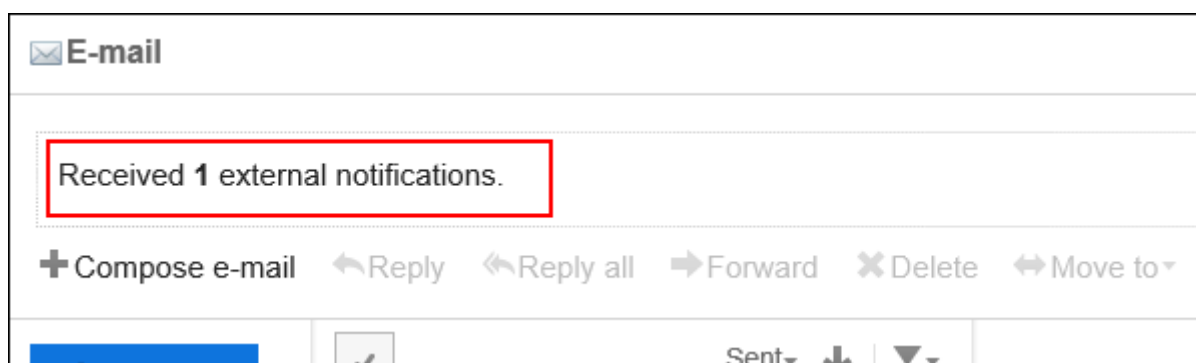 E-mail
Received 1 external notifications.
Compose e-mail Reply Reply all Forward Delete Move to
Sent